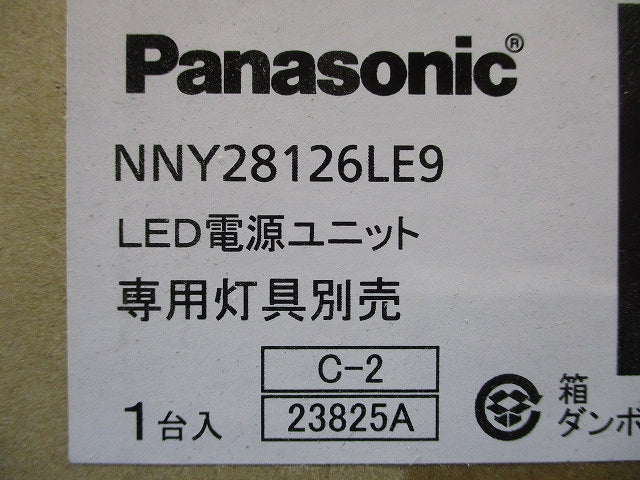 Panasonic®
NNY28126LE9
LED電源ユニット
専用灯具別売
C-2
1台入
23825A
箱
ダンボ